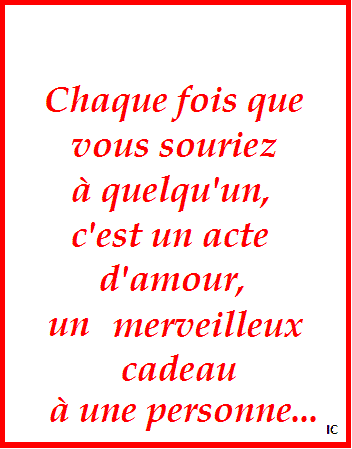 Chaque fois que
vous souriez
à quelqu'un,
c'est un acte
d'amour,
un merveilleux
cadeau
à une personne...
IC